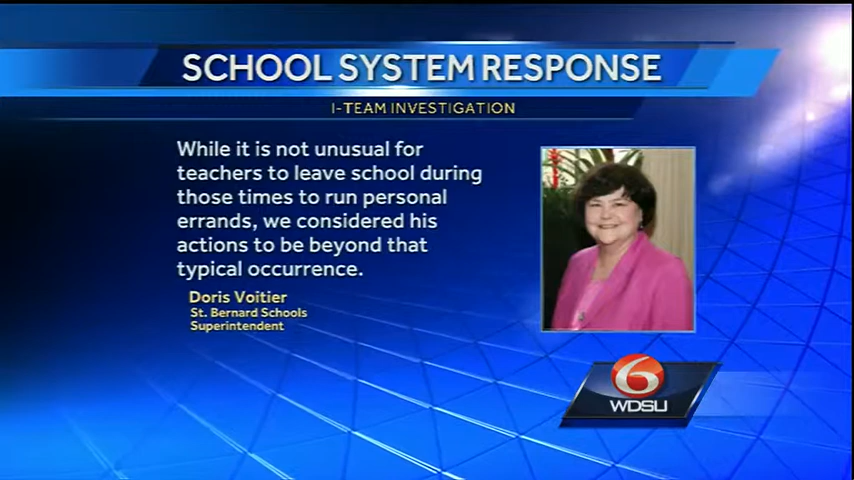 SCHOOL SYSTEM RESPONSE
I-TEAM INVESTIGATION
While it is not unusual for
teachers to leave school during
those times to run personal
errands, we considered his
actions to be beyond that
typical occurrence.
Doris Voitier
St. Bernard Schools
Superintendent
6
WDSU